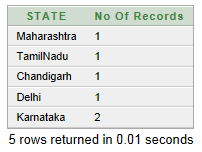 STATE No Of Records
Maharashtra 1
TamilNadu 1
Chandigarh 1
Delhi 1
Karnataka 2
5 rows returned in 0.01 seconds